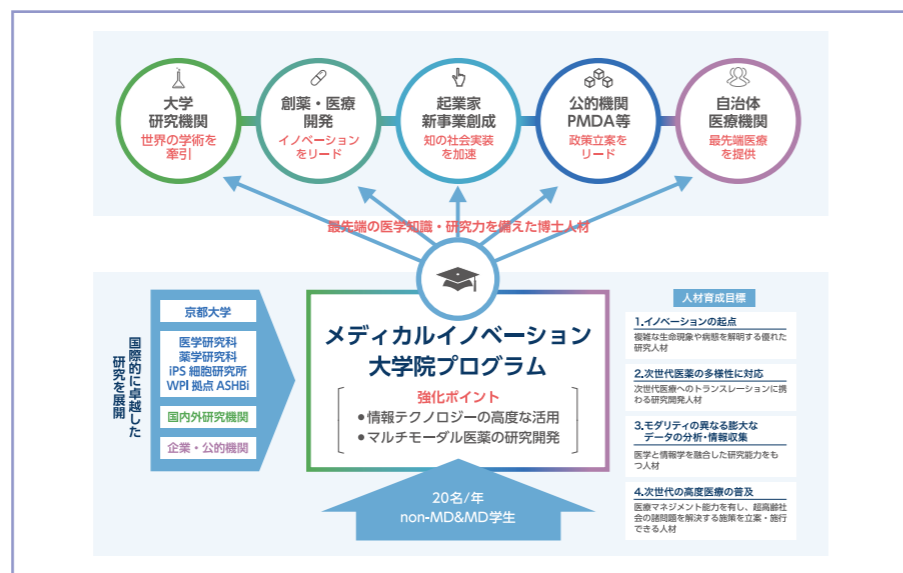 大学
研究機関
世界の学術を
牽引
創薬・医療
開発
イノベーション
をリード
起業家
新事業創成
知の社会実装
を加速
公的機関
PMDA等
政策立案を
リード
自治体
医療機関
最先端医療
を提供
最先端の医学知識・研究力を備えた博士人材
国際的に卓越した
研究を展開
京都大学
医学研究科
薬学研究科
iPS 細胞研究所
WPI 拠点 ASHBi
国内外研究機関
企業・公的機関
メディカルイノベーション
大学院プログラム
強化ポイント
●情報テクノロジーの高度な活用
●マルチモーダル医薬の研究開発
20名/年
non-MD&MD学生
人材育成目標
1.イノベーションの起点
複雑な生命現象や病態を解明する優れた
研究人材
2.次世代医薬の多様性に対応
次世代医療へのトランスレーションに携
わる研究開発人材
3.モダリティの異なる膨大な
データの分析・情報収集
医学と情報学を融合した研究能力をも
つ人材
4.次世代の高度医療の普及
医療マネジメント能力を有し、超高齢社
会の諸問題を解決する施策を立案・施行
できる人材